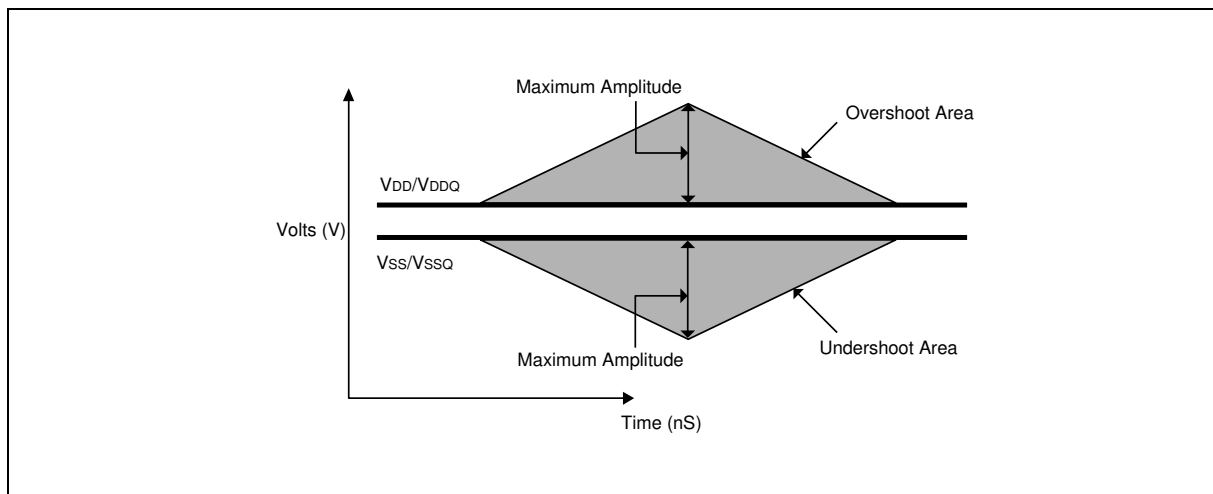 Maximum Amplitude
Overshoot Area
VDD/VDDQ
Volts (V)
VSS/VSSQ
Maximum Amplitude
Undershoot Area
Time (nS)